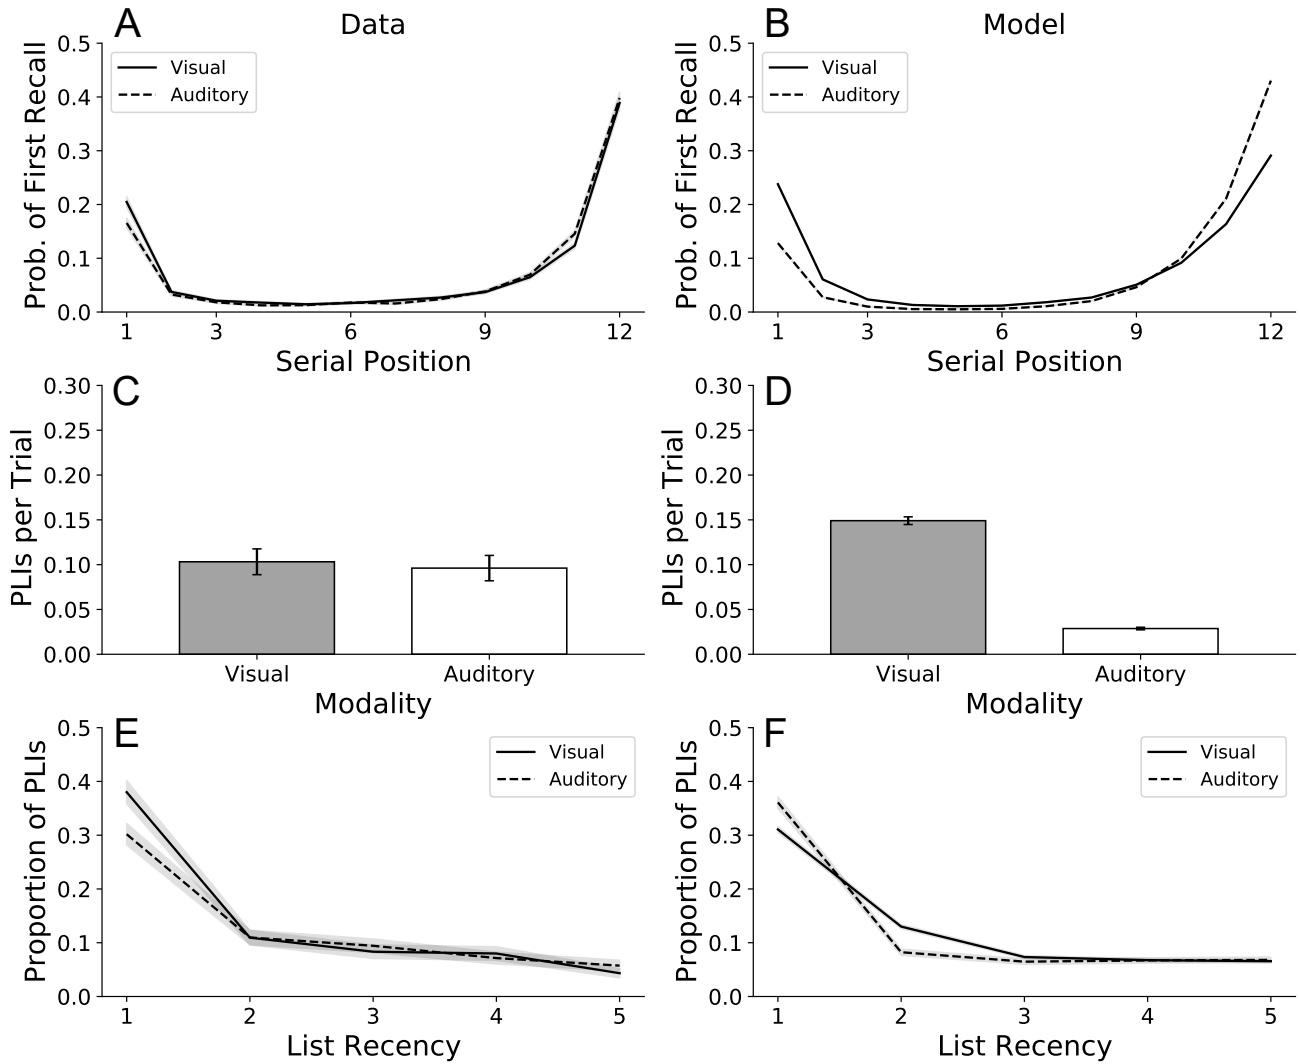 A
Data
Prob. of First Recall
0.5
0.4
0.3
0.2
0.1
0.0
Visual
Auditory
1 3 6 9 12
Serial Position
B
Model
Prob. of First Recall
0.5
0.4
0.3
0.2
0.1
0.0
Visual
Auditory
1 3 6 9 12
Serial Position
C
PLIs per Trial
0.30
0.25
0.20
0.15
0.10
0.05
0.00
Visual Auditory
Modality
D
PLIs per Trial
0.30
0.25
0.20
0.15
0.10
0.05
0.00
Visual Auditory
Modality
E
Proportion of PLIs
0.5
0.4
0.3
0.2
0.1
0.0
Visual
Auditory
1 2 3 4 5
List Recency
F
Proportion of PLIs
0.5
0.4
0.3
0.2
0.1
0.0
Visual
Auditory
1 2 3 4 5
List Recency